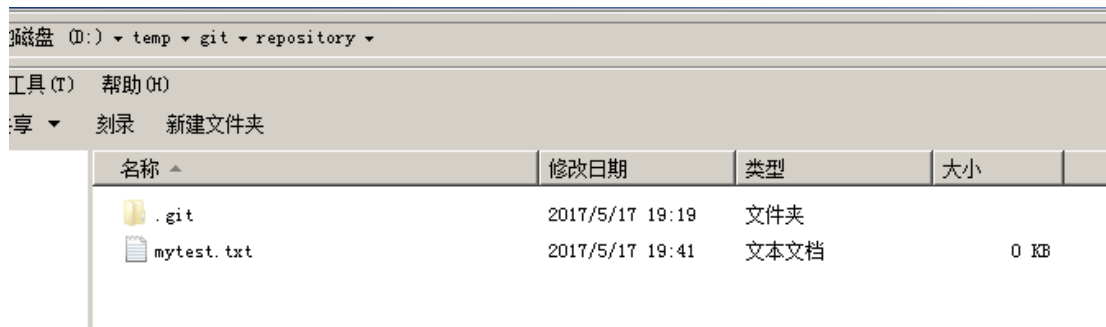 磁盘 (D:) ▾ temp ▾ git ▾ repository ▾
工具(T) 帮助(H)
享 ▾ 刻录 新建文件夹
名称 修改日期 类型 大小
.git 2017/5/17 19:19 文件夹
mytest.txt 2017/5/17 19:41 文本文档 0 KB